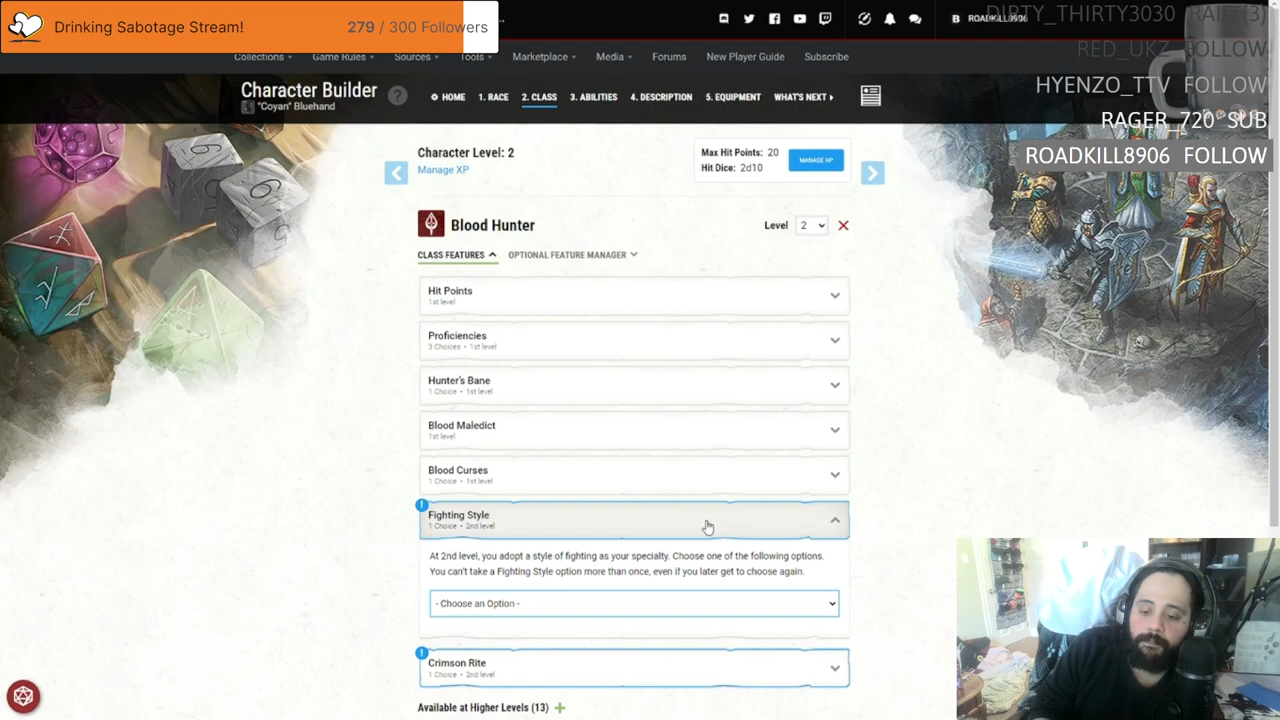 Drinking Sabotage Stream!
279 / 300 Followers
DIRTY_THIRTY3030 RAID (3)
RED_UKZ FOLLOW
HYENZO_TTV FOLLOW
RAGER_720 SUB
ROADKILL8906 FOLLOW
B ROADKILL8906
Collections
Game Rules
Sources
Tools
Marketplace
Media
Forums
New Player Guide
Subscribe
Character Builder
"Coyan" Bluehand
?
HOME
1. RACE
2. CLASS
3. ABILITIES
4. DESCRIPTION
5. EQUIPMENT
WHAT'S NEXT
Character Level: 2
Manage XP
Max Hit Points: 20
Hit Dice: 2d10
MANAGE HP
Blood Hunter
Level 2
CLASS FEATURES
OPTIONAL FEATURE MANAGER
Hit Points
1st level
Proficiencies
3 Choices • 1st level
Hunter's Bane
1 Choice • 1st level
Blood Maledict
1st level
Blood Curses
1 Choice • 1st level
!
Fighting Style
1 Choice • 2nd level
At 2nd level, you adopt a style of fighting as your specialty. Choose one of the following options.
You can't take a Fighting Style option more than once, even if you later get to choose again.
- Choose an Option -
!
Crimson Rite
1 Choice • 2nd level
Available at Higher Levels (13)